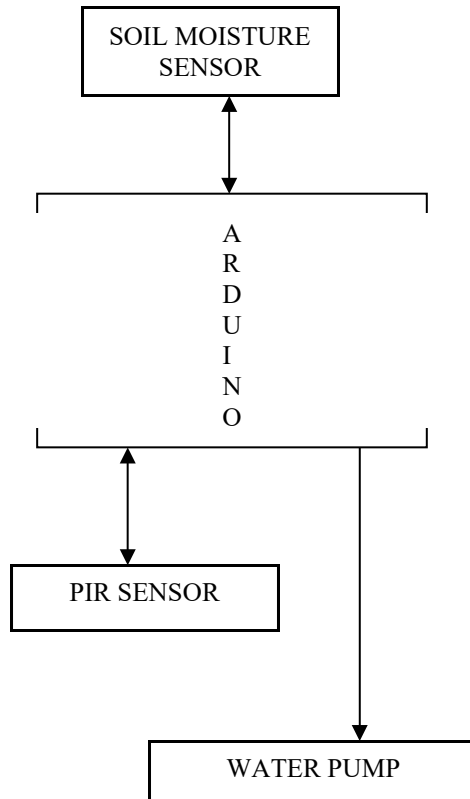 SOIL MOISTURE
SENSOR
A
R
D
U
I
N
O
PIR SENSOR
WATER PUMP